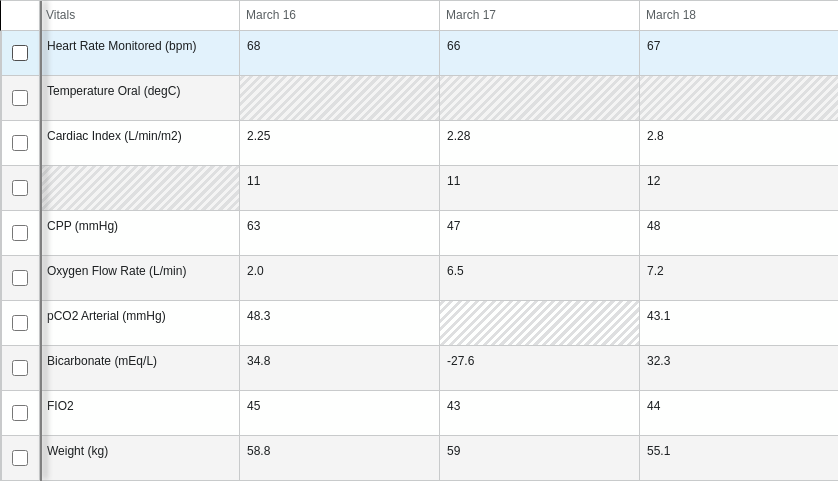 Vitals March 16 March 17 March 18
Heart Rate Monitored (bpm) 68 66 67
Temperature Oral (degC)
Cardiac Index (L/min/m2) 2.25 2.28 2.8
11 11 12
CPP (mmHg) 63 47 48
Oxygen Flow Rate (L/min) 2.0 6.5 7.2
pCO2 Arterial (mmHg) 48.3 43.1
Bicarbonate (mEq/L) 34.8 -27.6 32.3
FIO2 45 43 44
Weight (kg) 58.8 59 55.1